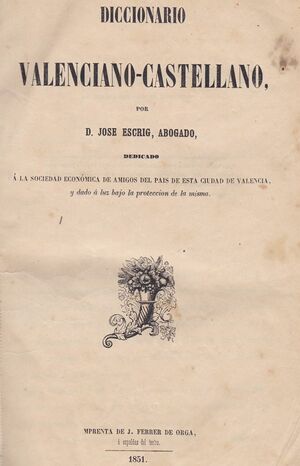 DICCIONARIO
VALENCIANO-CASTELLANO,
POR
D. JOSE ESCRIG, ABOGADO,
DEDICADO
Á LA SOCIEDAD ECONÓMICA DE AMIGOS DEL PAIS DE ESTA CIUDAD DE VALENCIA,
y dado á luz bajo la proteccion de la misma.
MPRENTA DE J. FERRER DE ORGA,
á espaldas del teatro.
1851.